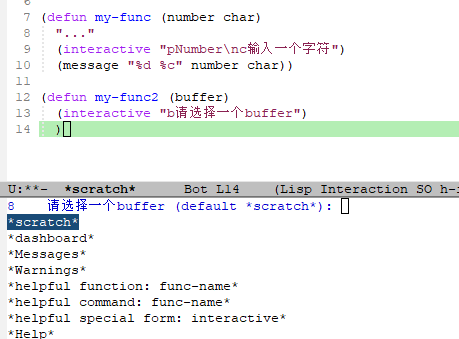 6
7 (defun my-func (number char)
8   "..."
9   (interactive "pNumber\nc输入一个字符")
10   (message "%d %c" number char))
11
12 (defun my-func2 (buffer)
13   (interactive "b请选择一个buffer")
14   )
U:**-  *scratch*      Bot L14    (Lisp Interaction SO h-i
8    请选择一个buffer (default *scratch*):
*scratch*
*dashboard*
*Messages*
*Warnings*
*helpful function: func-name*
*helpful command: func-name*
*helpful special form: interactive*
*Help*